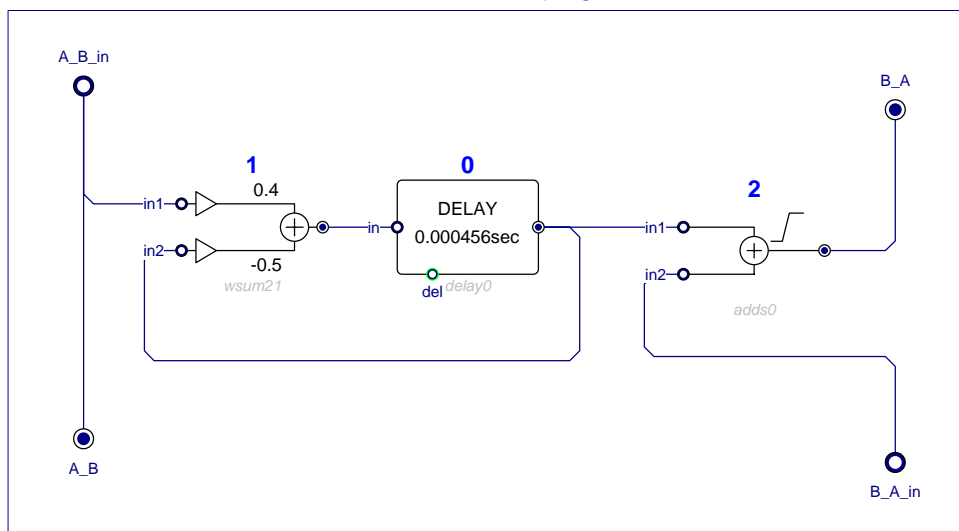 A_B_in
B_A
1
0
2
in1
0.4
DELAY
0.000456sec
in
in1
in2
-0.5
wsum21
del
delay0
in2
adds0
A_B
B_A_in